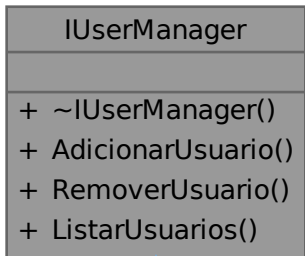 IUserManager
+ ~IUserManager()
+ AdicionarUsuario()
+ RemoverUsuario()
+ ListarUsuarios()